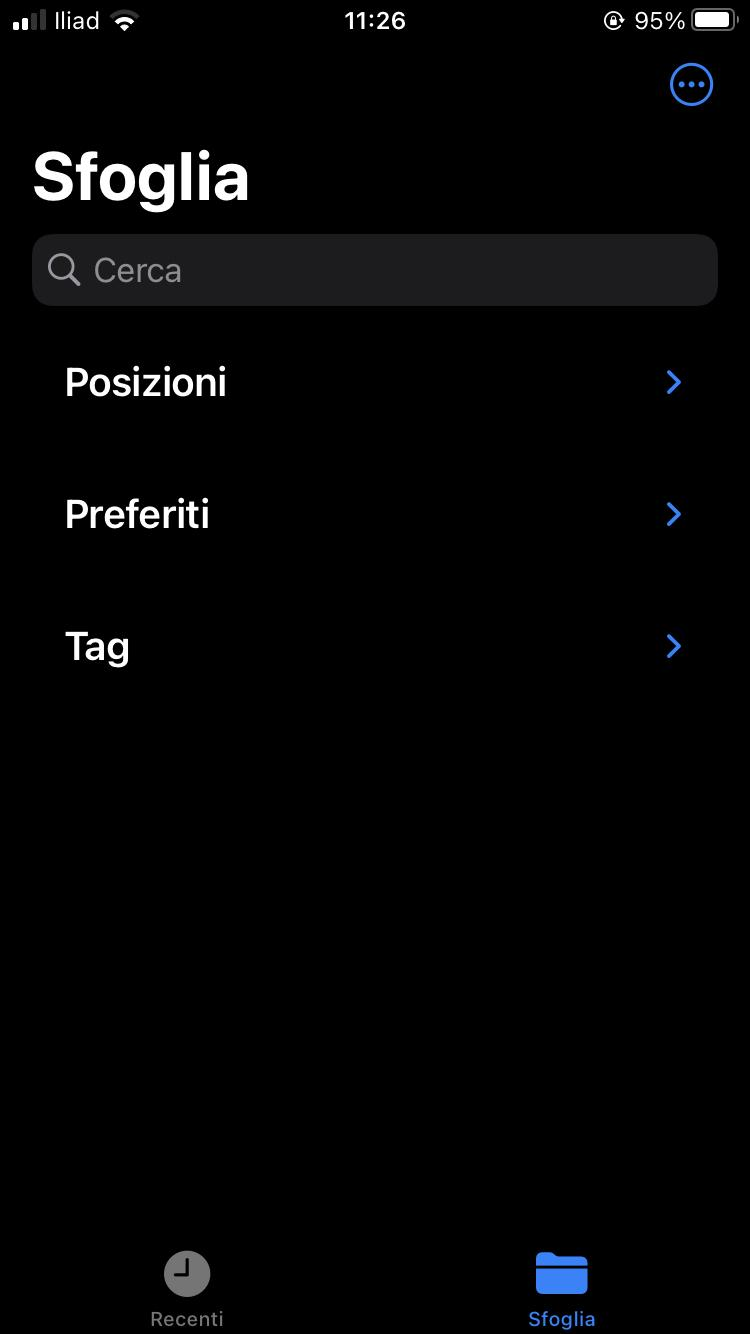 Iliad 11:26 95%
Sfoglia
Cerca
Posizioni
Preferiti
Tag
Recenti Sfoglia